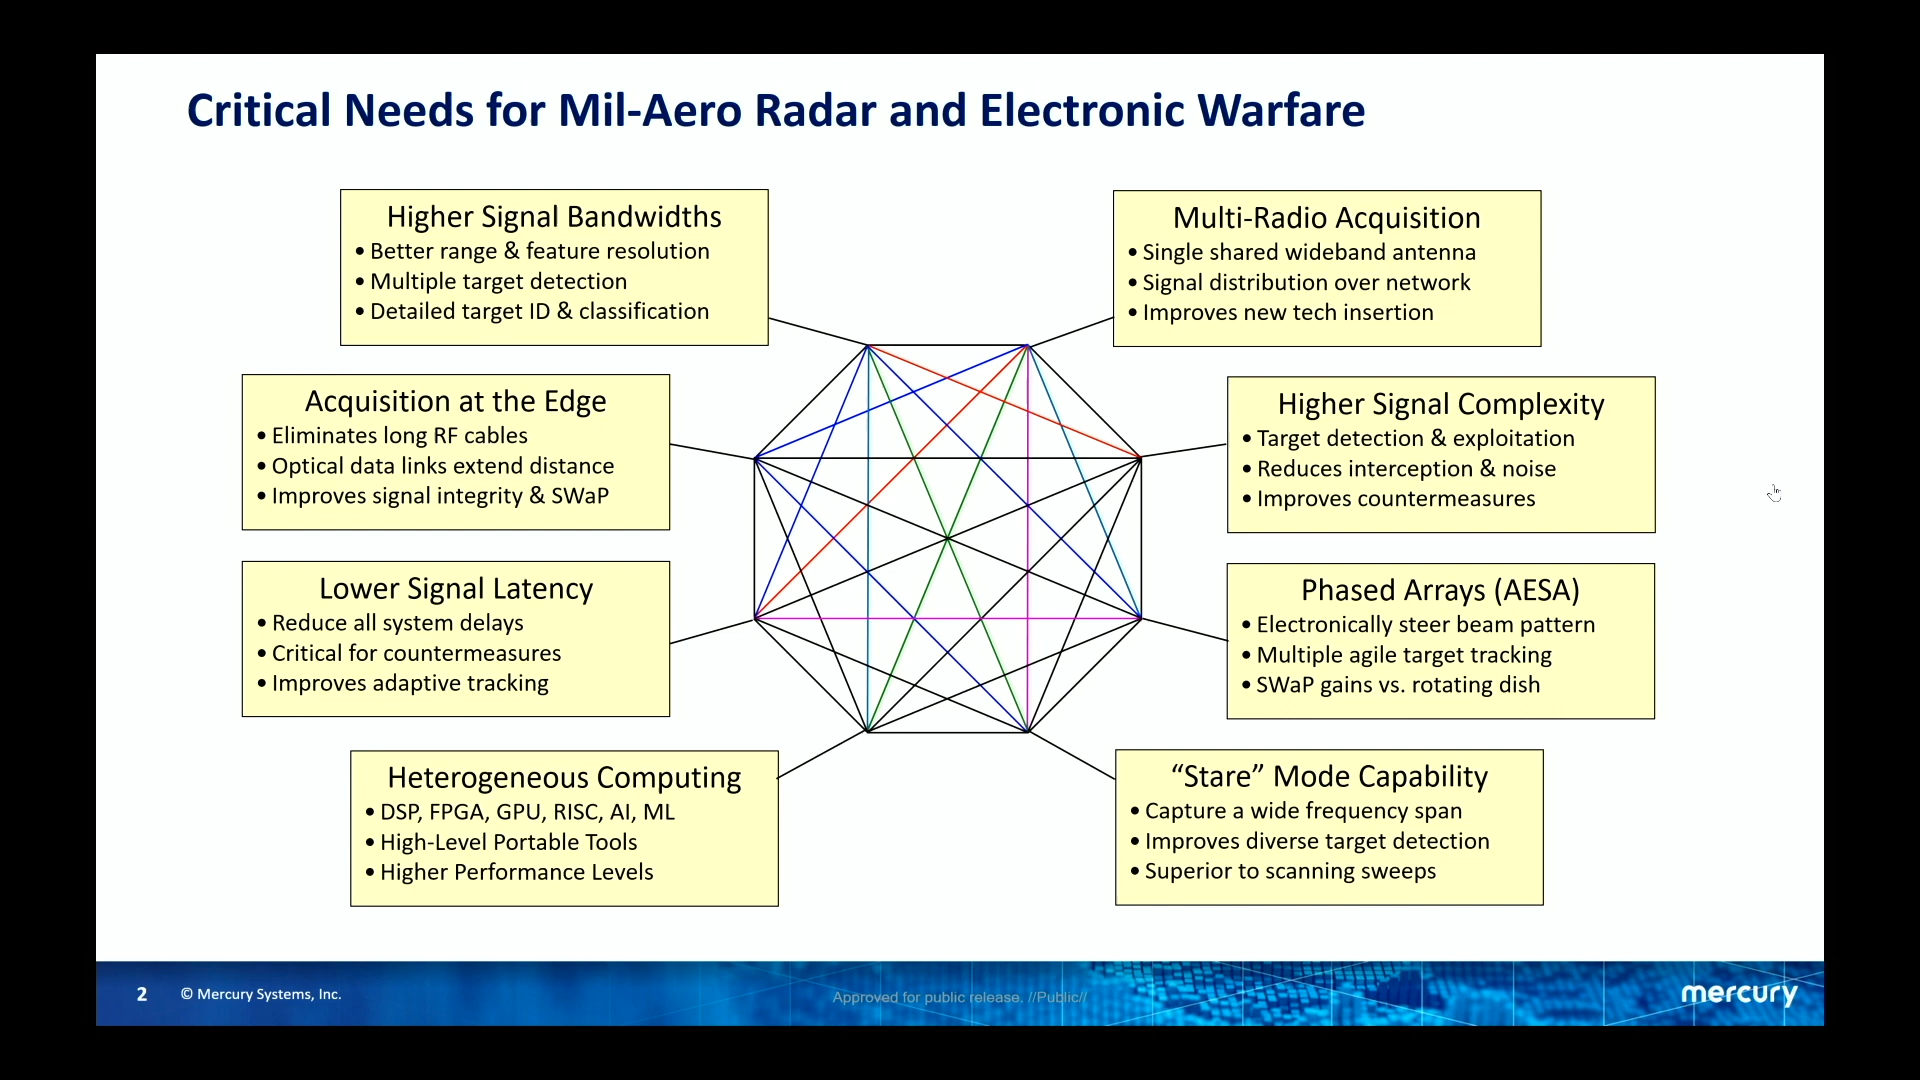 Critical Needs for Mil-Aero Radar and Electronic Warfare
Higher Signal Bandwidths
• Better range & feature resolution
• Multiple target detection
• Detailed target ID & classification
Multi-Radio Acquisition
• Single shared wideband antenna
• Signal distribution over network
• Improves new tech insertion
Acquisition at the Edge
• Eliminates long RF cables
• Optical data links extend distance
• Improves signal integrity & SWaP
Higher Signal Complexity
• Target detection & exploitation
• Reduces interception & noise
• Improves countermeasures
Lower Signal Latency
• Reduce all system delays
• Critical for countermeasures
• Improves adaptive tracking
Phased Arrays (AESA)
• Electronically steer beam pattern
• Multiple agile target tracking
• SWaP gains vs. rotating dish
Heterogeneous Computing
• DSP, FPGA, GPU, RISC, AI, ML
• High-Level Portable Tools
• Higher Performance Levels
“Stare” Mode Capability
• Capture a wide frequency span
• Improves diverse target detection
• Superior to scanning sweeps
2
© Mercury Systems, Inc.
Approved for public release. //Public//
mercury